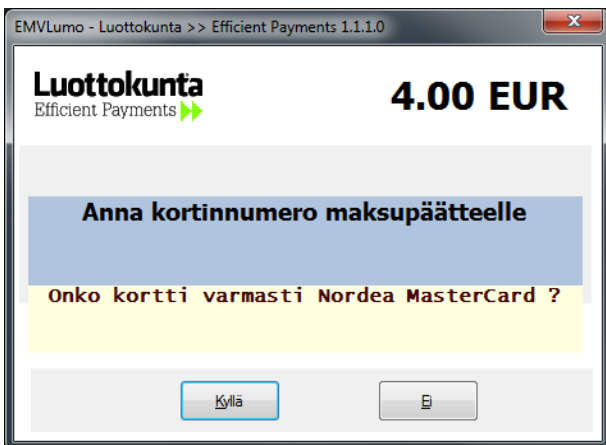 EMVLumo - Luottokunta >> Efficient Payments 1.1.1.0
Luottokunta
Efficient Payments
4.00 EUR
Anna kortinnumero maksupäätteelle
Onko kortti varmasti Nordea MasterCard ?
Kyllä
Ei